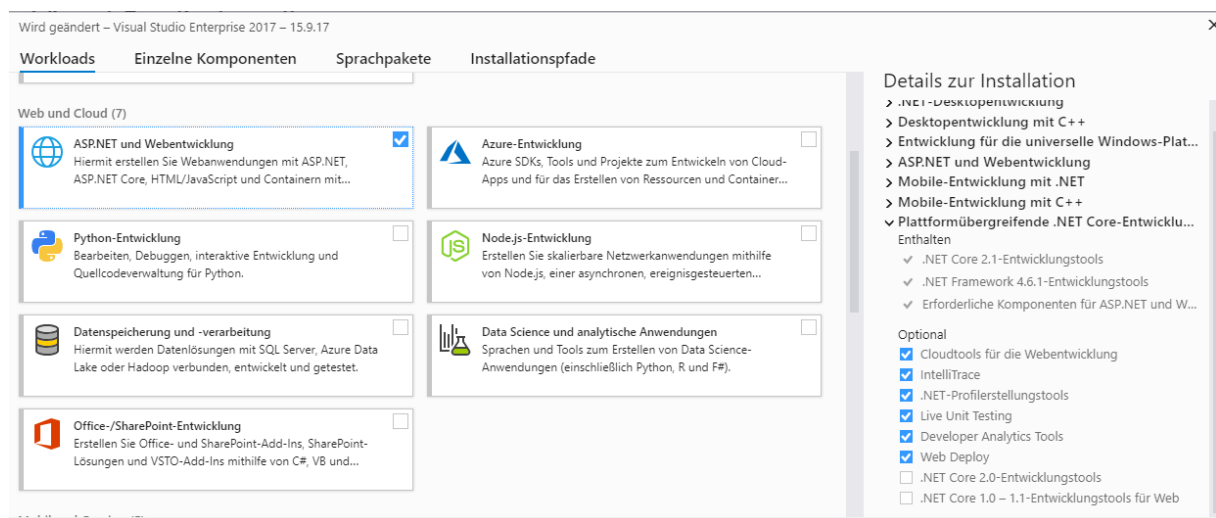 Wird geändert – Visual Studio Enterprise 2017 – 15.9.17
Workloads Einzelne Komponenten Sprachpakete Installationspfade
Web und Cloud (7)
ASP.NET und Webentwicklung
Hiermit erstellen Sie Webanwendungen mit ASP.NET,
ASP.NET Core, HTML/JavaScript und Containern mit...
Azure-Entwicklung
Azure SDKs, Tools und Projekte zum Entwickeln von Cloud-
Apps und für das Erstellen von Ressourcen und Container...
Python-Entwicklung
Bearbeiten, Debuggen, interaktive Entwicklung und
Quellcodeverwaltung für Python.
Node.js-Entwicklung
Erstellen Sie skalierbare Netzwerkanwendungen mithilfe
von Node.js, einer asynchronen, ereignisgesteuerten...
Datenspeicherung und -verarbeitung
Hiermit werden Datenlösungen mit SQL Server, Azure Data
Lake oder Hadoop verbunden, entwickelt und getestet.
Data Science und analytische Anwendungen
Sprachen und Tools zum Erstellen von Data Science-
Anwendungen (einschließlich Python, R und F#).
Office-/SharePoint-Entwicklung
Erstellen Sie Office- und SharePoint-Add-Ins, SharePoint-
Lösungen und VSTO-Add-Ins mithilfe von C#, VB und...
Details zur Installation
.NET-Desktopentwicklung
Desktopentwicklung mit C++
Entwicklung für die universelle Windows-Plat...
ASP.NET und Webentwicklung
Mobile-Entwicklung mit .NET
Mobile-Entwicklung mit C++
Plattformübergreifende .NET Core-Entwicklu...
Enthalten
.NET Core 2.1-Entwicklungstools
.NET Framework 4.6.1-Entwicklungstools
Erforderliche Komponenten für ASP.NET und W...
Optional
Cloudtools für die Webentwicklung
IntelliTrace
.NET-Profilerstellungstools
Live Unit Testing
Developer Analytics Tools
Web Deploy
.NET Core 2.0-Entwicklungstools
.NET Core 1.0 – 1.1-Entwicklungstools für Web